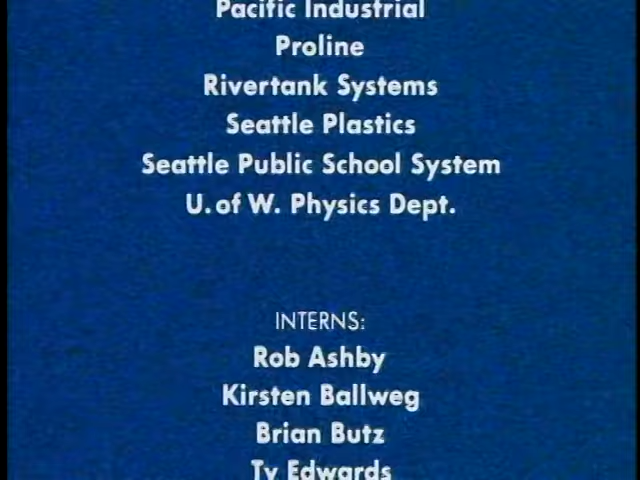 Pacific Industrial
Proline
Rivertank Systems
Seattle Plastics
Seattle Public School System
U. of W. Physics Dept.
INTERNS:
Rob Ashby
Kirsten Ballweg
Brian Butz
Ty Edwards